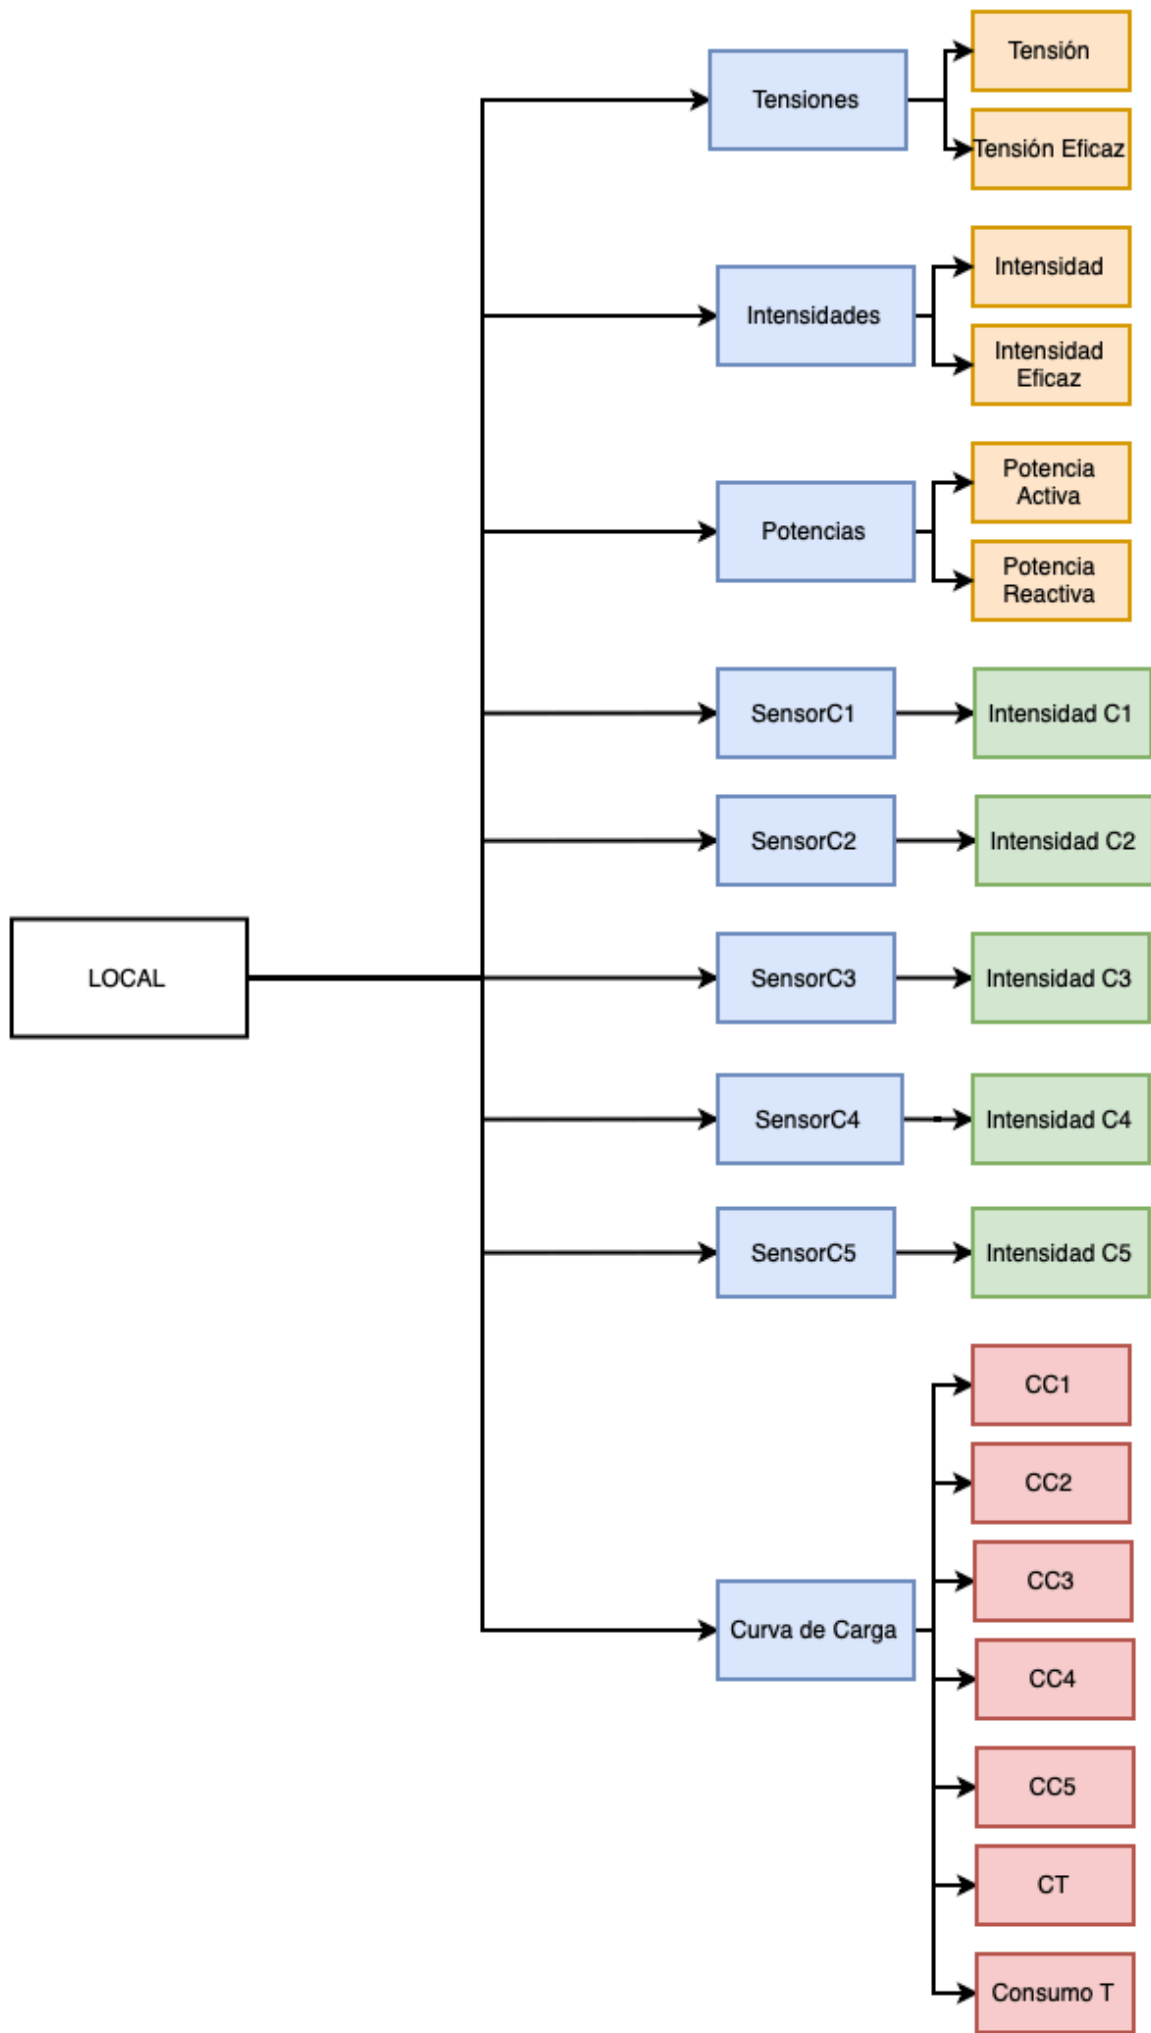 Tensión
Tensiones
Tensión Eficaz
Intensidad
Intensidades
Intensidad
Eficaz
Potencia
Activa
Potencias
Potencia
Reactiva
SensorC1
Intensidad C1
SensorC2
Intensidad C2
LOCAL
SensorC3
Intensidad C3
SensorC4
Intensidad C4
SensorC5
Intensidad C5
CC1
CC2
CC3
Curva de Carga
CC4
CC5
CT
Consumo T